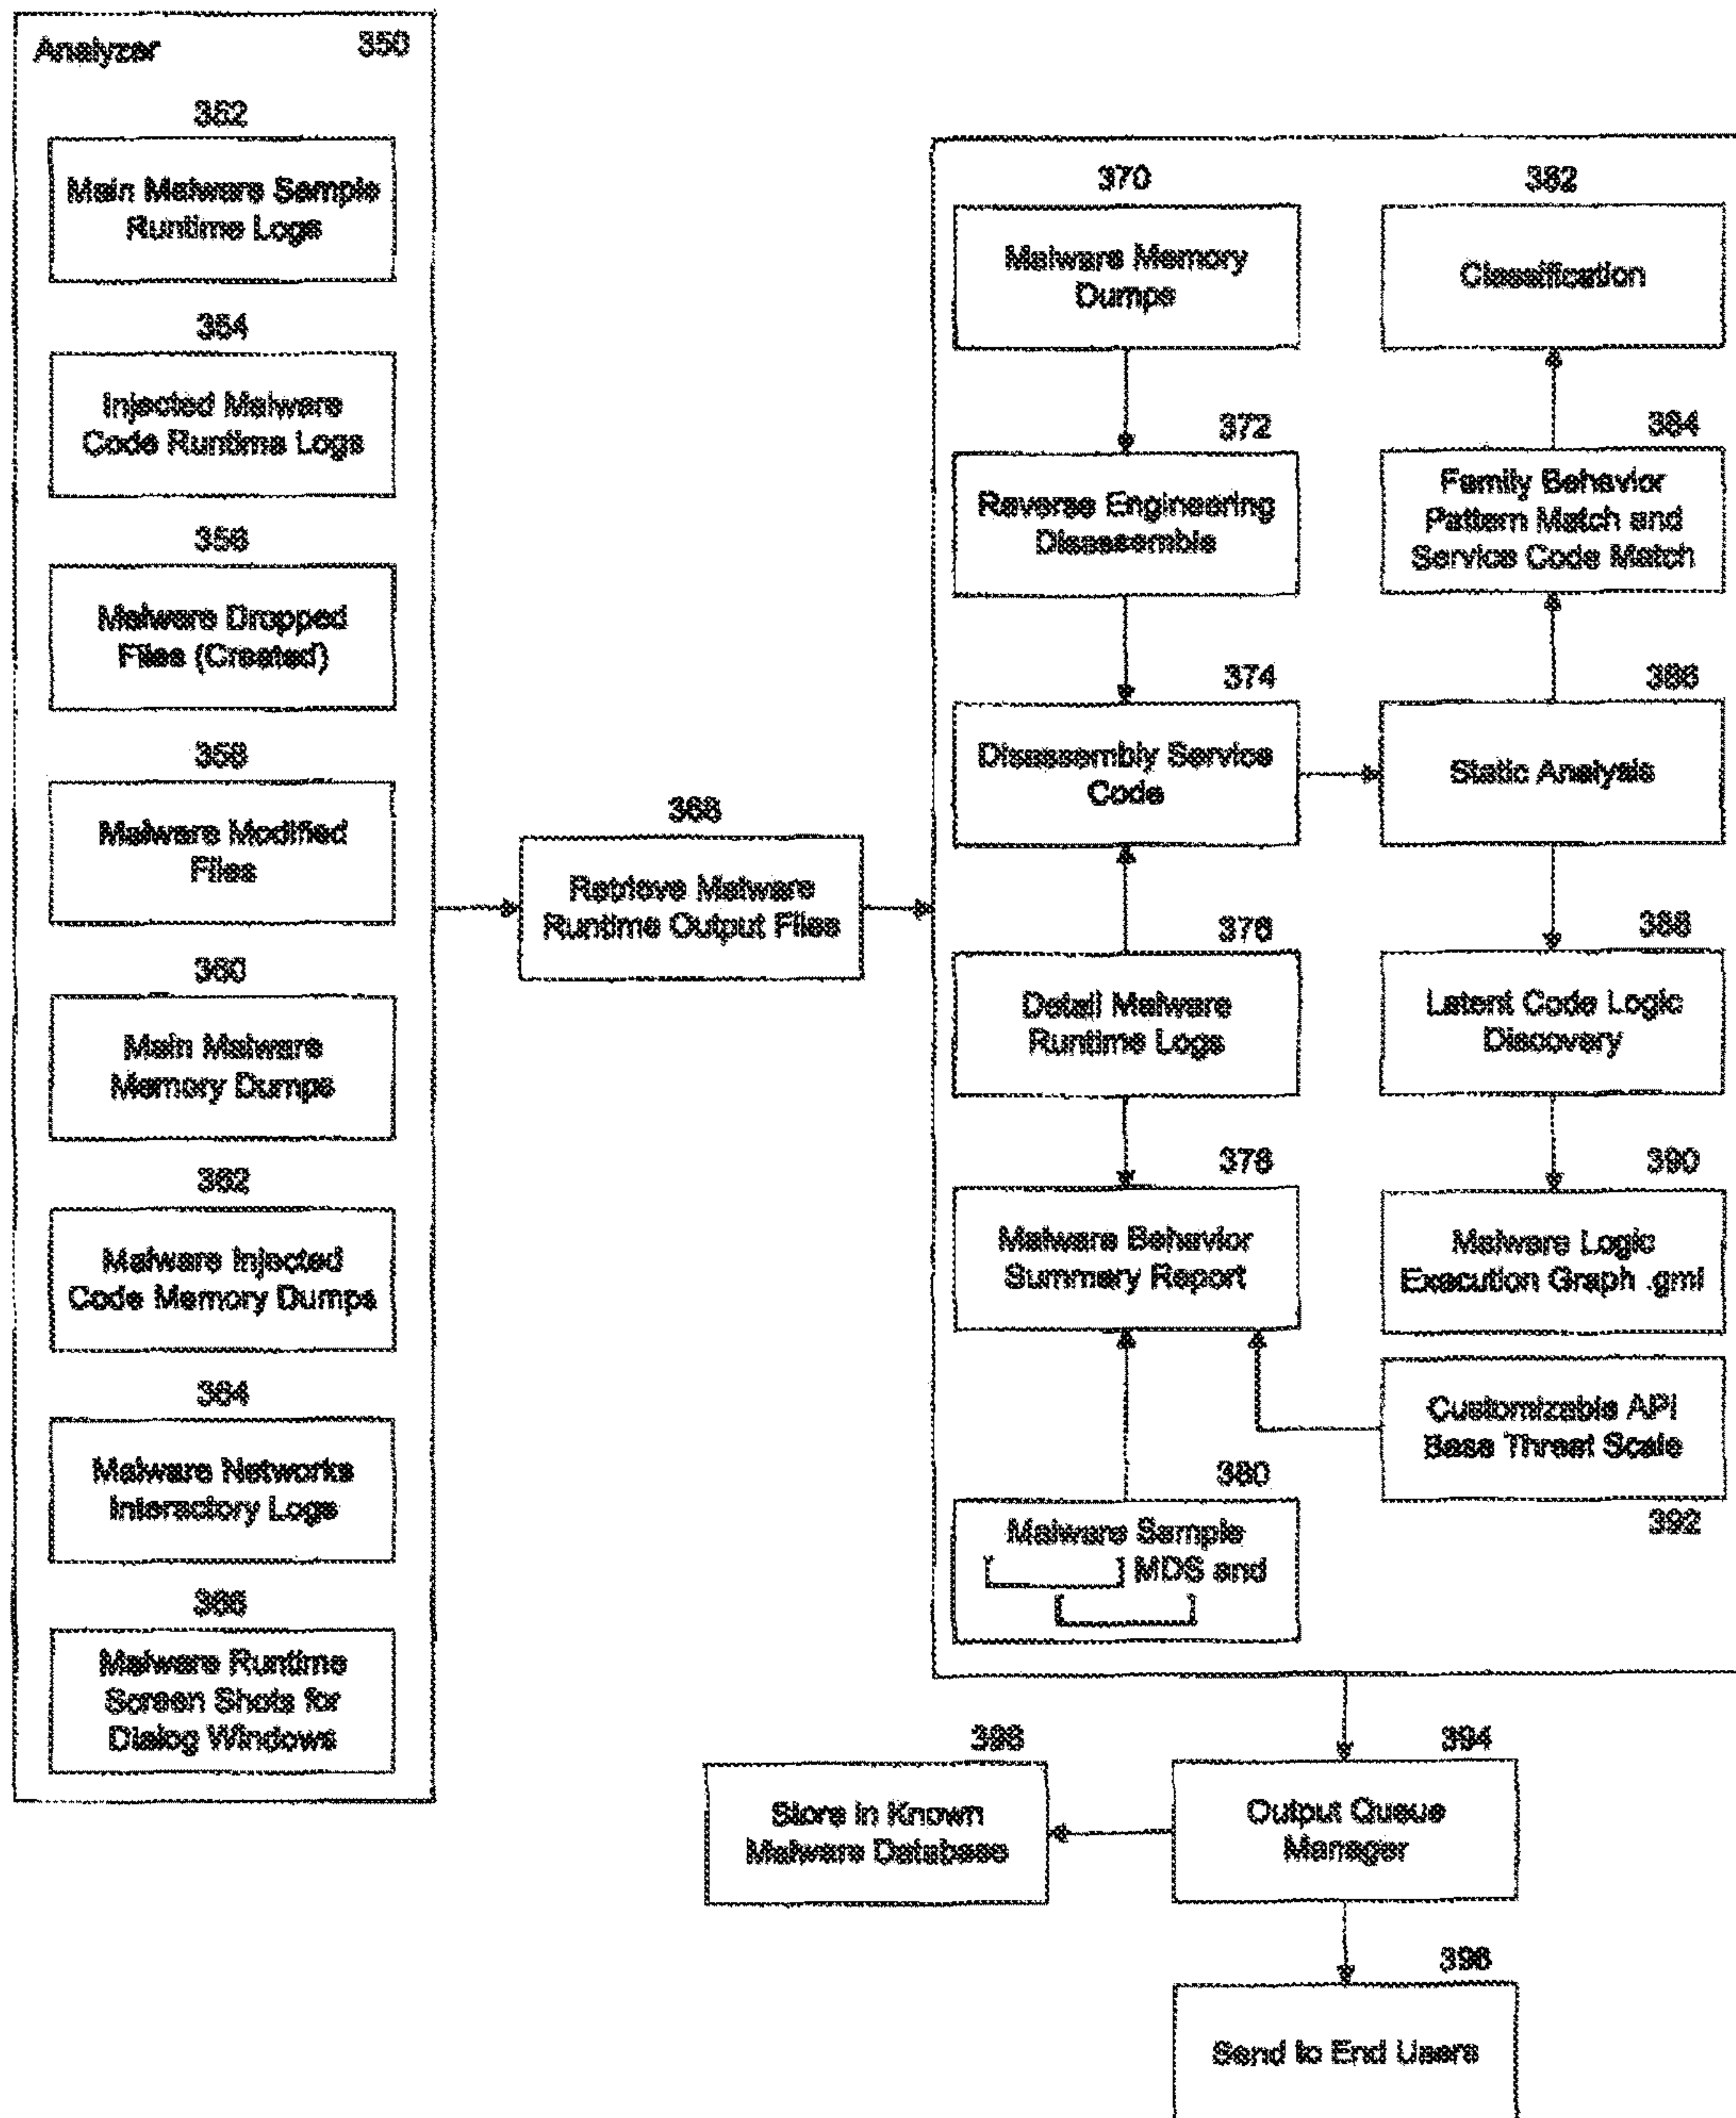 Analyzer 350
352
Main Malware Sample
Runtime Logs
354
Injected Malware
Code Runtime Logs
356
Malware Dropped
Files (Created)
358
Malware Modified
Files
360
Main Malware
Memory Dumps
362
Malware Injected
Code Memory Dumps
364
Malware Networks
Interactory Logs
366
Malware Runtime
Screen Shots for
Dialog Windows
368
Retrieve Malware
Runtime Output Files
370
Malware Memory
Dumps
372
Reverse Engineering
Disassemble
374
Disassembly Service
Code
376
Detail Malware
Runtime Logs
378
Malware Behavior
Summary Report
380
Malware Sample
MDS and
382
Classification
384
Family Behavior
Pattern Match and
Service Code Match
386
Static Analysis
388
Latent Code Logic
Discovery
390
Malware Logic
Execution Graph .gml
Customizable API
Base Threat Scale
392
394
Output Queue
Manager
398
Store in Known
Malware Database
396
Send to End Users